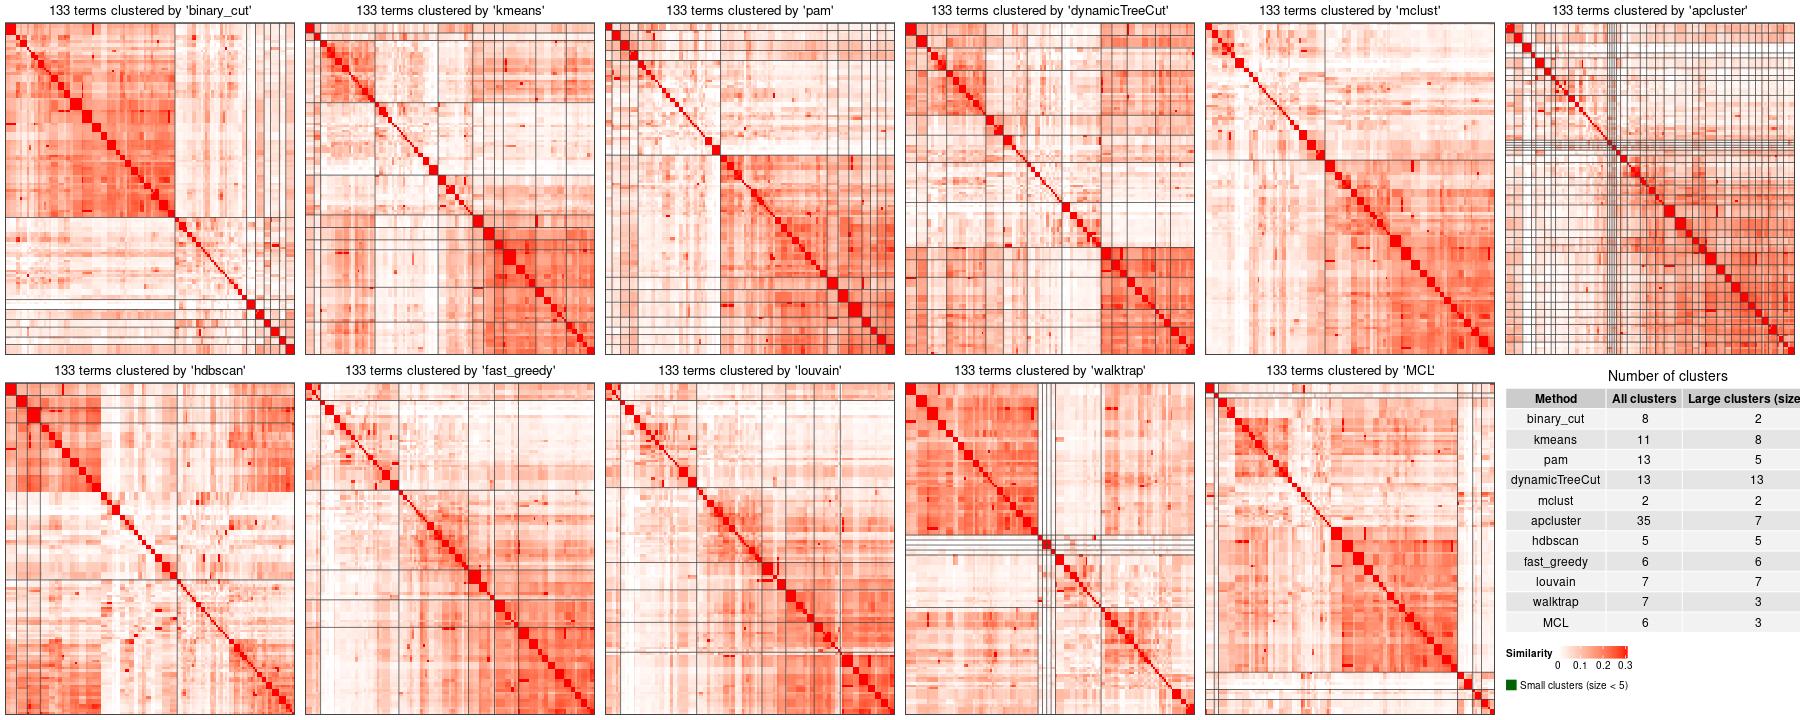 133 terms clustered by 'binary_cut'
133 terms clustered by 'kmeans'
133 terms clustered by 'pam'
133 terms clustered by 'dynamicTreeCut'
133 terms clustered by 'mclust'
133 terms clustered by 'apcluster'
133 terms clustered by 'hdbscan'
133 terms clustered by 'fast_greedy'
133 terms clustered by 'louvain'
133 terms clustered by 'walktrap'
133 terms clustered by 'MCL'
Number of clusters
Method All clusters Large clusters (size
binary_cut 8 2
kmeans 11 8
pam 13 5
dynamicTreeCut 13 13
mclust 2 2
apcluster 35 7
hdbscan 5 5
fast_greedy 6 6
louvain 7 7
walktrap 7 3
MCL 6 3
Similarity
0 0.1 0.2 0.3
Small clusters (size < 5)